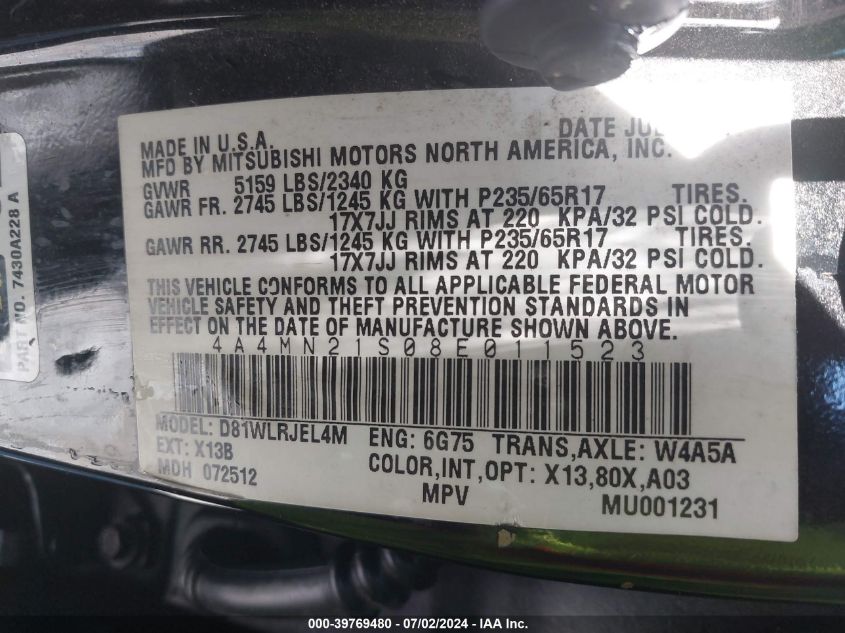 MADE IN U.S.A. DATE JUL
MFD BY MITSUBISHI MOTORS NORTH AMERICA, INC.
GVWR 5159 LBS/2340 KG
GAWR FR. 2745 LBS/1245 KG WITH P235/65R17 TIRES.
17X7JJ RIMS AT 220 KPA/32 PSI COLD.
GAWR RR. 2745 LBS/1245 KG WITH P235/65R17 TIRES.
17X7JJ RIMS AT 220 KPA/32 PSI COLD.
THIS VEHICLE CONFORMS TO ALL APPLICABLE FEDERAL MOTOR
VEHICLE SAFETY AND THEFT PREVENTION STANDARDS IN
EFFECT ON THE DATE OF MANUFACTURE SHOWN ABOVE.
4A4MN21S08E011523
MODEL: D81WLRJEL4M ENG: 6G75 TRANS,AXLE: W4A5A
EXT: X13B COLOR,INT,OPT: X13,80X,A03
MDH 072512 MPV MU001231
PART NO. 7430A228 A
000-39769480 - 07/02/2024 - IAA Inc.